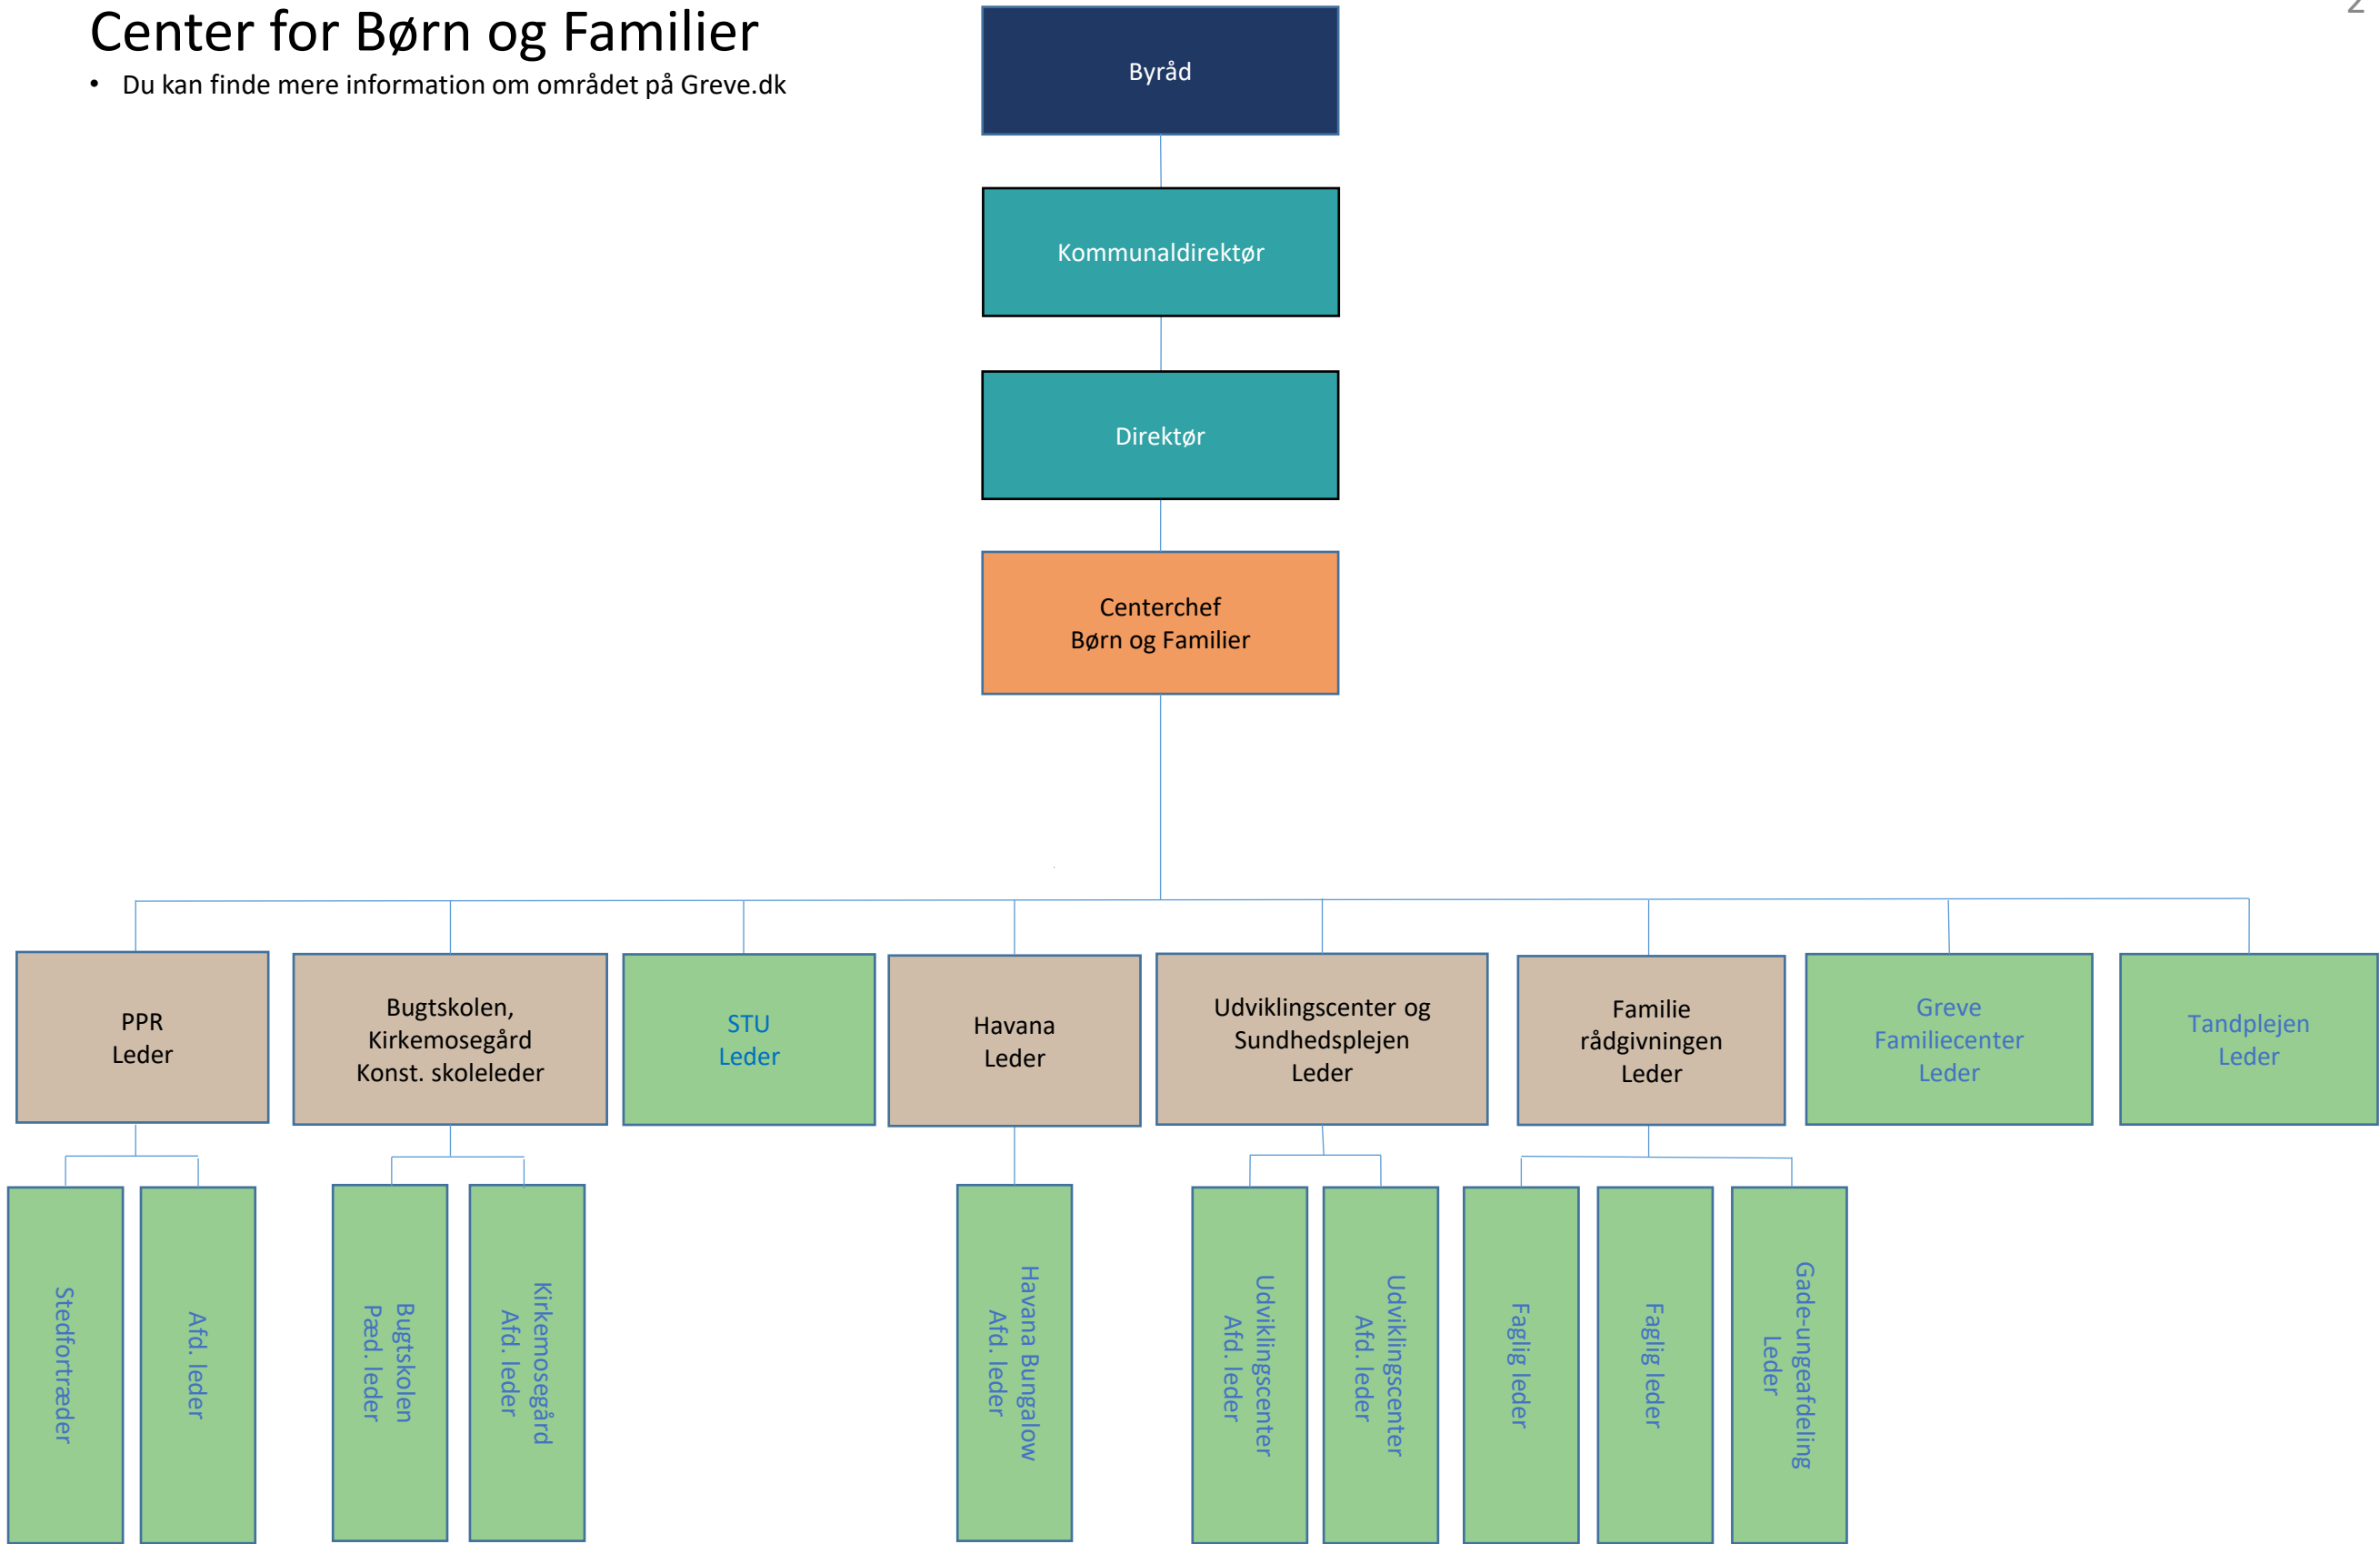 Center for Børn og Familier
• Du kan finde mere information om området på Greve.dk
2
Byråd
Kommunaldirektør
Direktør
Centerchef
Børn og Familier
PPR
Leder
Bugtskolen,
Kirkemosegård
Konst. skoleleder
STU
Leder
Havana
Leder
Udviklingscenter og
Sundhedsplejen
Leder
Familie
rådgivningen
Leder
Greve
Familiecenter
Leder
Tandplejen
Leder
Stedfortræder
Afd. leder
Bugtskolen
Pæd. leder
Kirkemosegård
Afd. leder
Havana Bungalow
Afd. leder
Udviklingscenter
Afd. leder
Udviklingscenter
Afd. leder
Faglig leder
Faglig leder
Gade-ungeafdeling
Leder